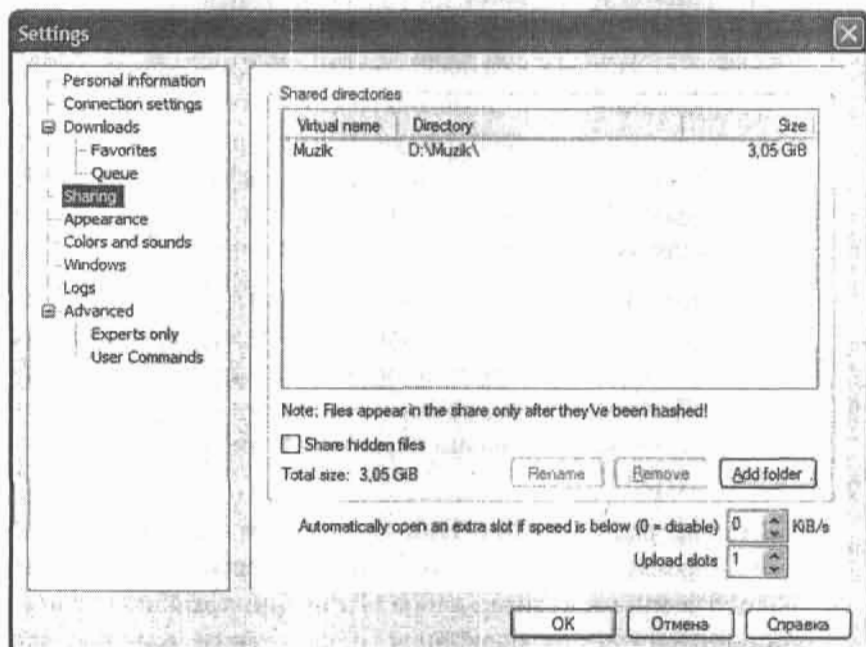 Settings
Personal information
Connection settings
Downloads
Favorites
Queue
Sharing
Appearance
Colors and sounds
Windows
Logs
Advanced
Experts only
User Commands
Shared directories
Virtual name Directory Size
Muzik D:\Muzik\ 3,05 GiB
Note: Files appear in the share only after they've been hashed!
Share hidden files
Total size: 3,05 GiB Rename Remove Add folder
Automatically open an extra slot if speed is below (0 = disable) 0 KiB/s
Upload slots 1
OK Отмена Справка